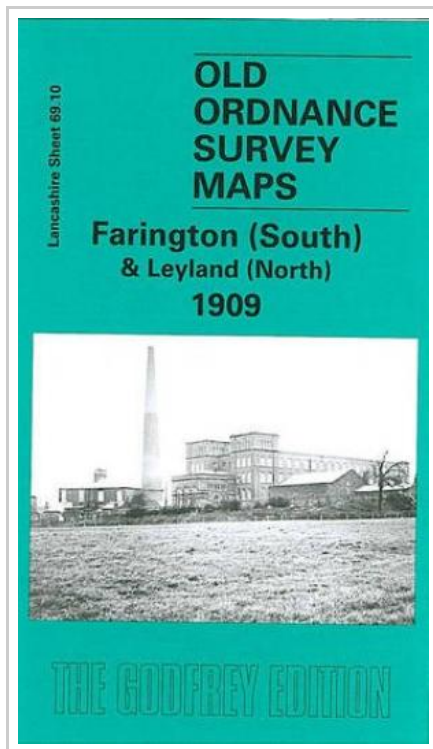 Lancashire Sheet 69.10
OLD
ORDNANCE
SURVEY
MAPS
Farington (South)
& Leyland (North)
1909
THE GODFREY EDITION